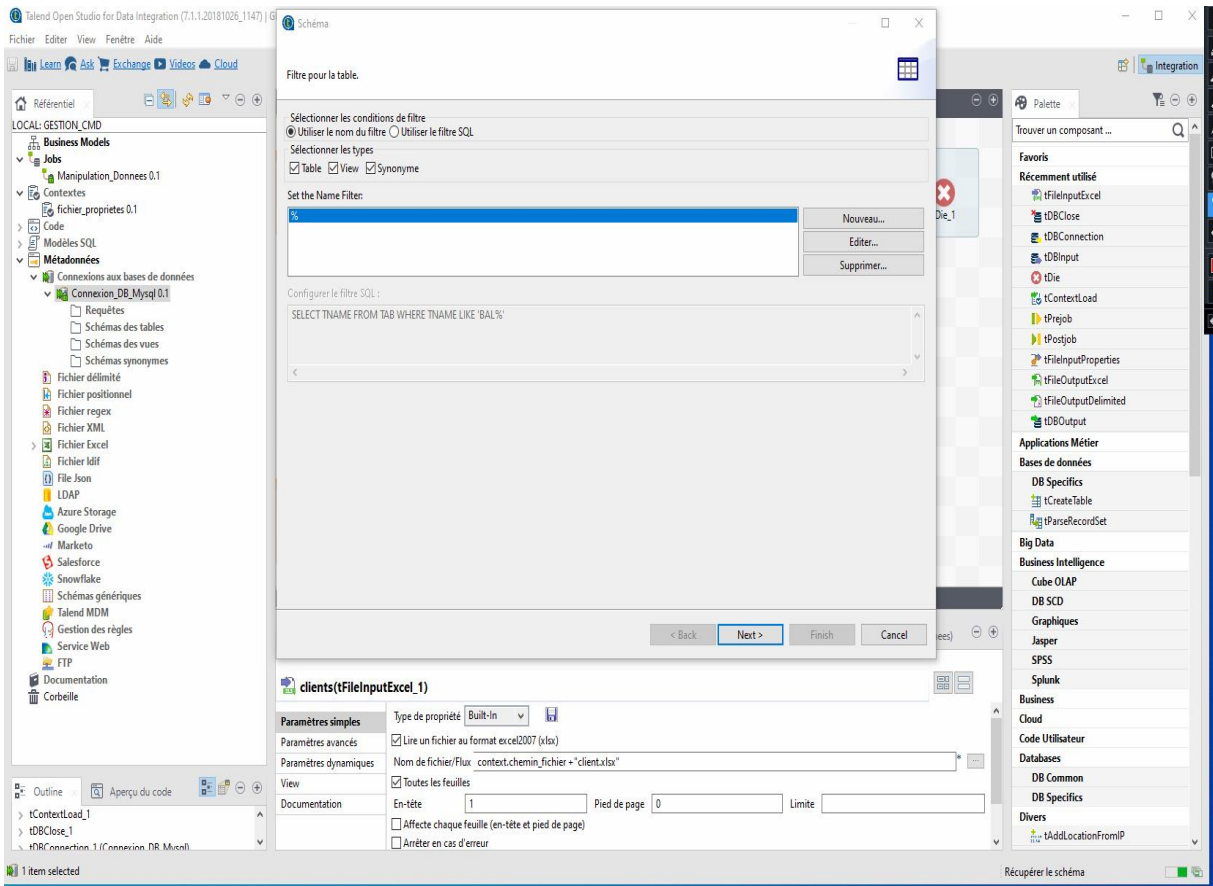 Talend Open Studio for Data Integration (7.1.1.20181026_1147) | G
Fichier Editer View Fenêtre Aide
Learn Ask Exchange Videos Cloud
Integration
Référentiel
LOCAL: GESTION_CMD
Business Models
Jobs
Manipulation_Donnees 0.1
Contextes
fichier_proprietes 0.1
Code
Modèles SQL
Métadonnées
Connexions aux bases de données
Connexion_DB_Mysql 0.1
Requêtes
Schémas des tables
Schémas des vues
Schémas synonymes
Fichier délimité
Fichier positionnel
Fichier regex
Fichier XML
Fichier Excel
Fichier ldif
File Json
LDAP
Azure Storage
Google Drive
Marketo
Salesforce
Snowflake
Schémas génériques
Talend MDM
Gestion des règles
Service Web
FTP
Documentation
Corbeille
Outline
Aperçu du code
tContextLoad_1
tDBClose_1
tDBConnection_1 (Connexion_DB_Mysql)
1 item selected
Schéma
Filtre pour la table.
Sélectionner les conditions de filtre
Utiliser le nom du filtre Utiliser le filtre SQL
Sélectionner les types
Table View Synonyme
Set the Name Filter:
%
Nouveau...
Editer...
Supprimer...
Configurer le filtre SQL :
SELECT TNAME FROM TAB WHERE TNAME LIKE 'BAL%'
< Back Next > Finish Cancel
Die_1
ees)
clients(tFileInputExcel_1)
Paramètres simples
Paramètres avancés
Paramètres dynamiques
View
Documentation
Type de propriété Built-In
Lire un fichier au format excel2007 (xlsx)
Nom de fichier/Flux context.chemin_fichier +"client.xlsx" * ...
Toutes les feuilles
En-tête 1 Pied de page 0 Limite
Affecte chaque feuille (en-tête et pied de page)
Arrêter en cas d'erreur
Palette
Trouver un composant ...
Favoris
Récemment utilisé
tFileInputExcel
tDBClose
tDBConnection
tDBInput
tDie
tContextLoad
tPrejob
tPostjob
tFileInputProperties
tFileOutputExcel
tFileOutputDelimited
tDBOutput
Applications Métier
Bases de données
DB Specifics
tCreateTable
tParseRecordSet
Big Data
Business Intelligence
Cube OLAP
DB SCD
Graphiques
Jasper
SPSS
Splunk
Business
Cloud
Code Utilisateur
Databases
DB Common
DB Specifics
Divers
tAddLocationFromIP
Récupérer le schéma